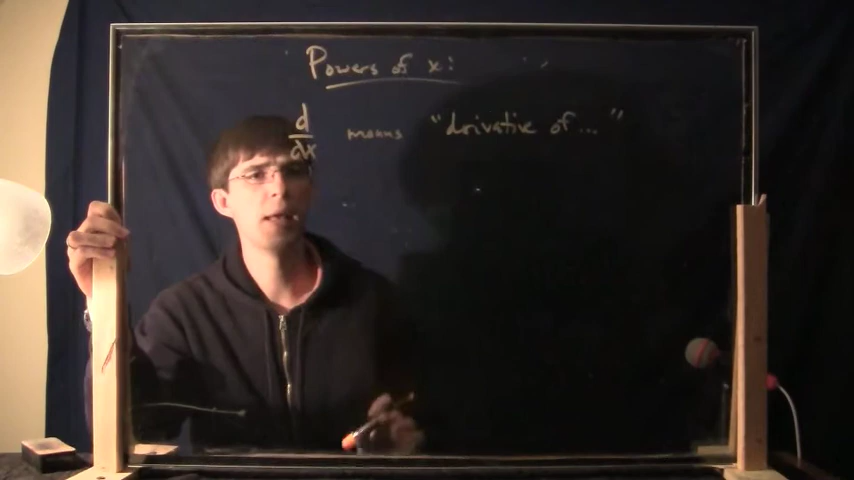 Powers of x:
d/dx means "derivative of ... "